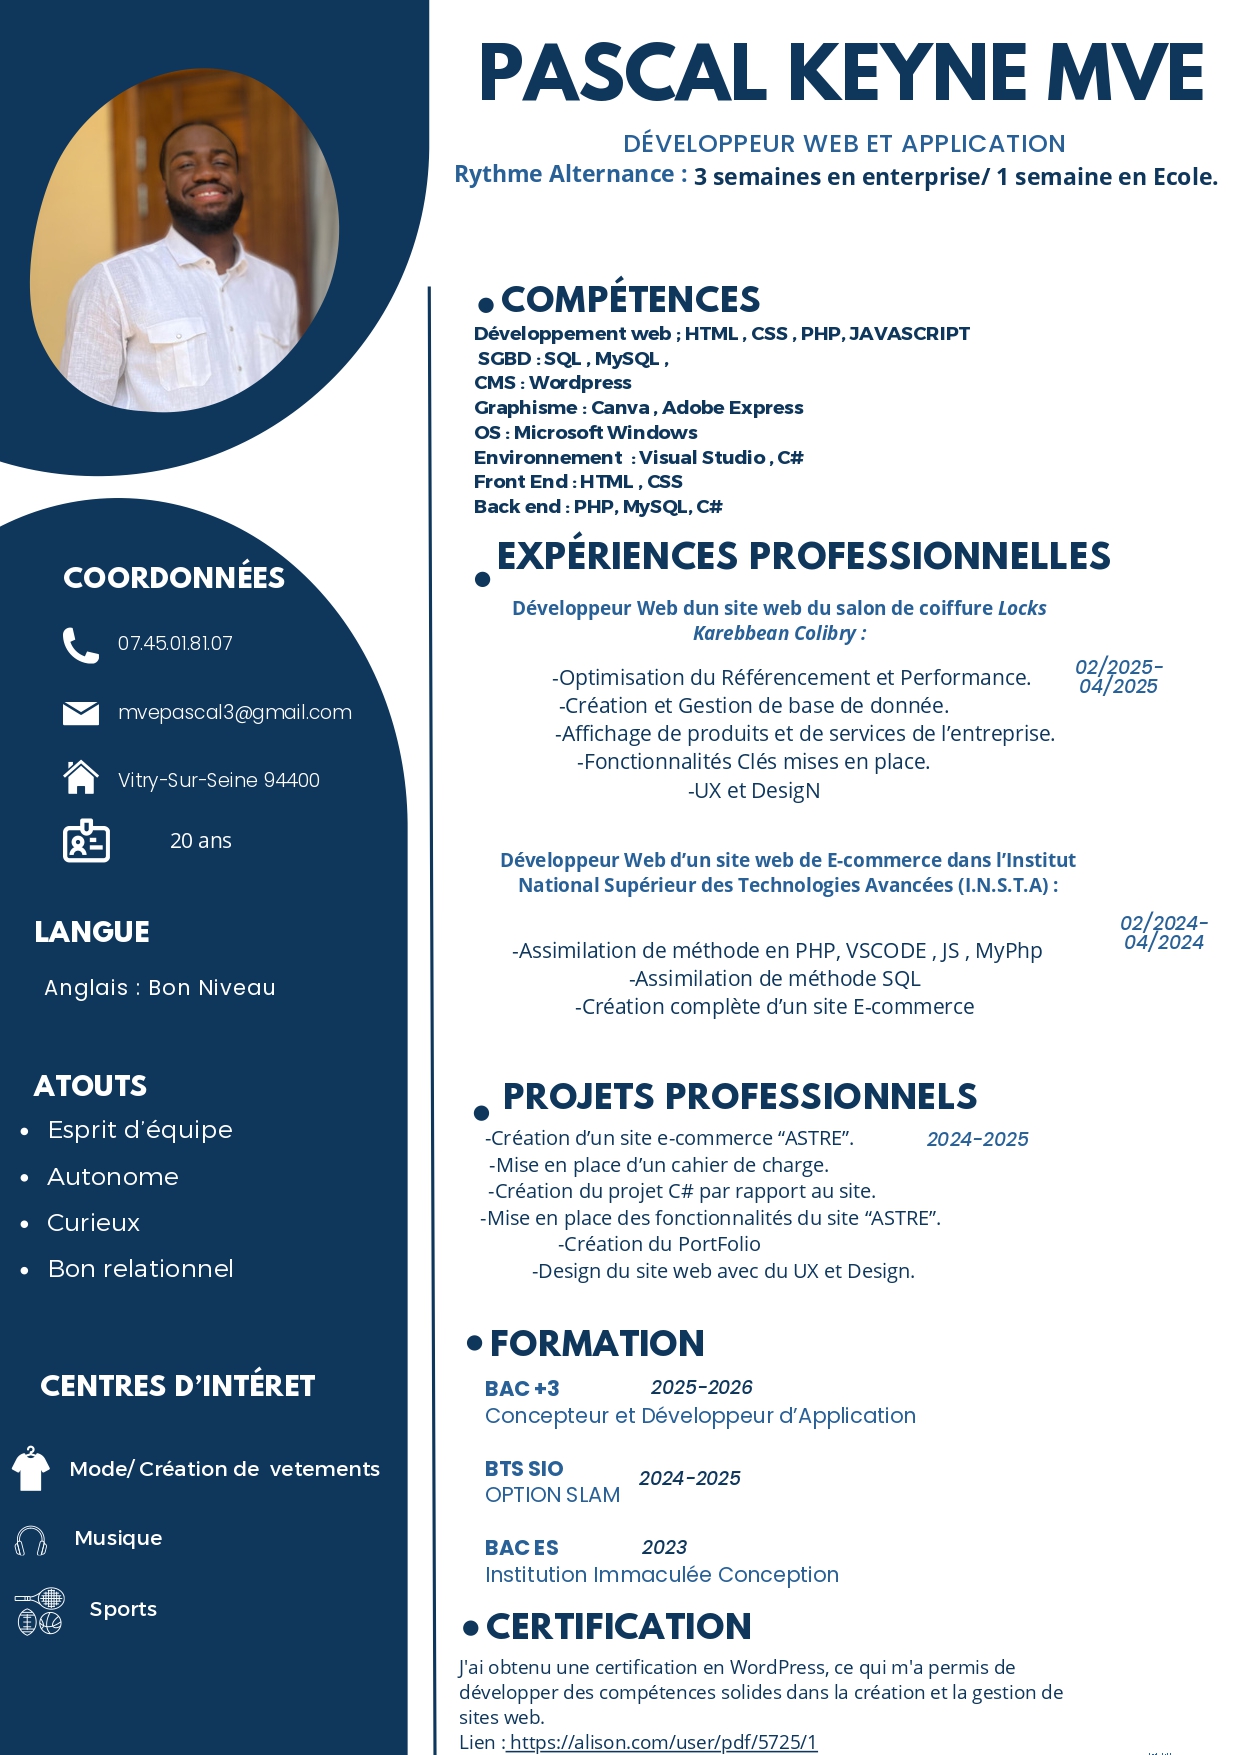 PASCAL KEYNE MVE
DÉVELOPPEUR WEB ET APPLICATION
Rythme Alternance : 3 semaines en enterprise/ 1 semaine en Ecole.
COORDONNÉES
07.45.01.81.07
mvepascal3@gmail.com
Vitry-Sur-Seine 94400
20 ans
LANGUE
Anglais : Bon Niveau
ATOUTS
• Esprit d'équipe
• Autonome
• Curieux
• Bon relationnel
CENTRES D'INTÉRET
Mode/ Création de vetements
Musique
Sports
• COMPÉTENCES
Développement web ; HTML , CSS , PHP, JAVASCRIPT
SGBD : SQL , MySQL ,
CMS : Wordpress
Graphisme : Canva , Adobe Express
OS : Microsoft Windows
Environnement : Visual Studio , C#
Front End : HTML , CSS
Back end : PHP, MySQL, C#
• EXPÉRIENCES PROFESSIONNELLES
Développeur Web dun site web du salon de coiffure Locks
Karebbean Colibry :
02/2025-
04/2025
-Optimisation du Référencement et Performance.
-Création et Gestion de base de donnée.
-Affichage de produits et de services de l'entreprise.
-Fonctionnalités Clés mises en place.
-UX et DesigN
Développeur Web d'un site web de E-commerce dans l'Institut
National Supérieur des Technologies Avancées (I.N.S.T.A) :
02/2024-
04/2024
-Assimilation de méthode en PHP, VSCODE , JS , MyPhp
-Assimilation de méthode SQL
-Création complète d'un site E-commerce
• PROJETS PROFESSIONNELS
-Création d'un site e-commerce “ASTRE”. 2024-2025
-Mise en place d'un cahier de charge.
-Création du projet C# par rapport au site.
-Mise en place des fonctionnalités du site “ASTRE”.
-Création du PortFolio
-Design du site web avec du UX et Design.
• FORMATION
BAC +3 2025-2026
Concepteur et Développeur d'Application
BTS SIO 2024-2025
OPTION SLAM
BAC ES 2023
Institution Immaculée Conception
• CERTIFICATION
J'ai obtenu une certification en WordPress, ce qui m'a permis de
développer des compétences solides dans la création et la gestion de
sites web.
Lien : https://alison.com/user/pdf/5725/1